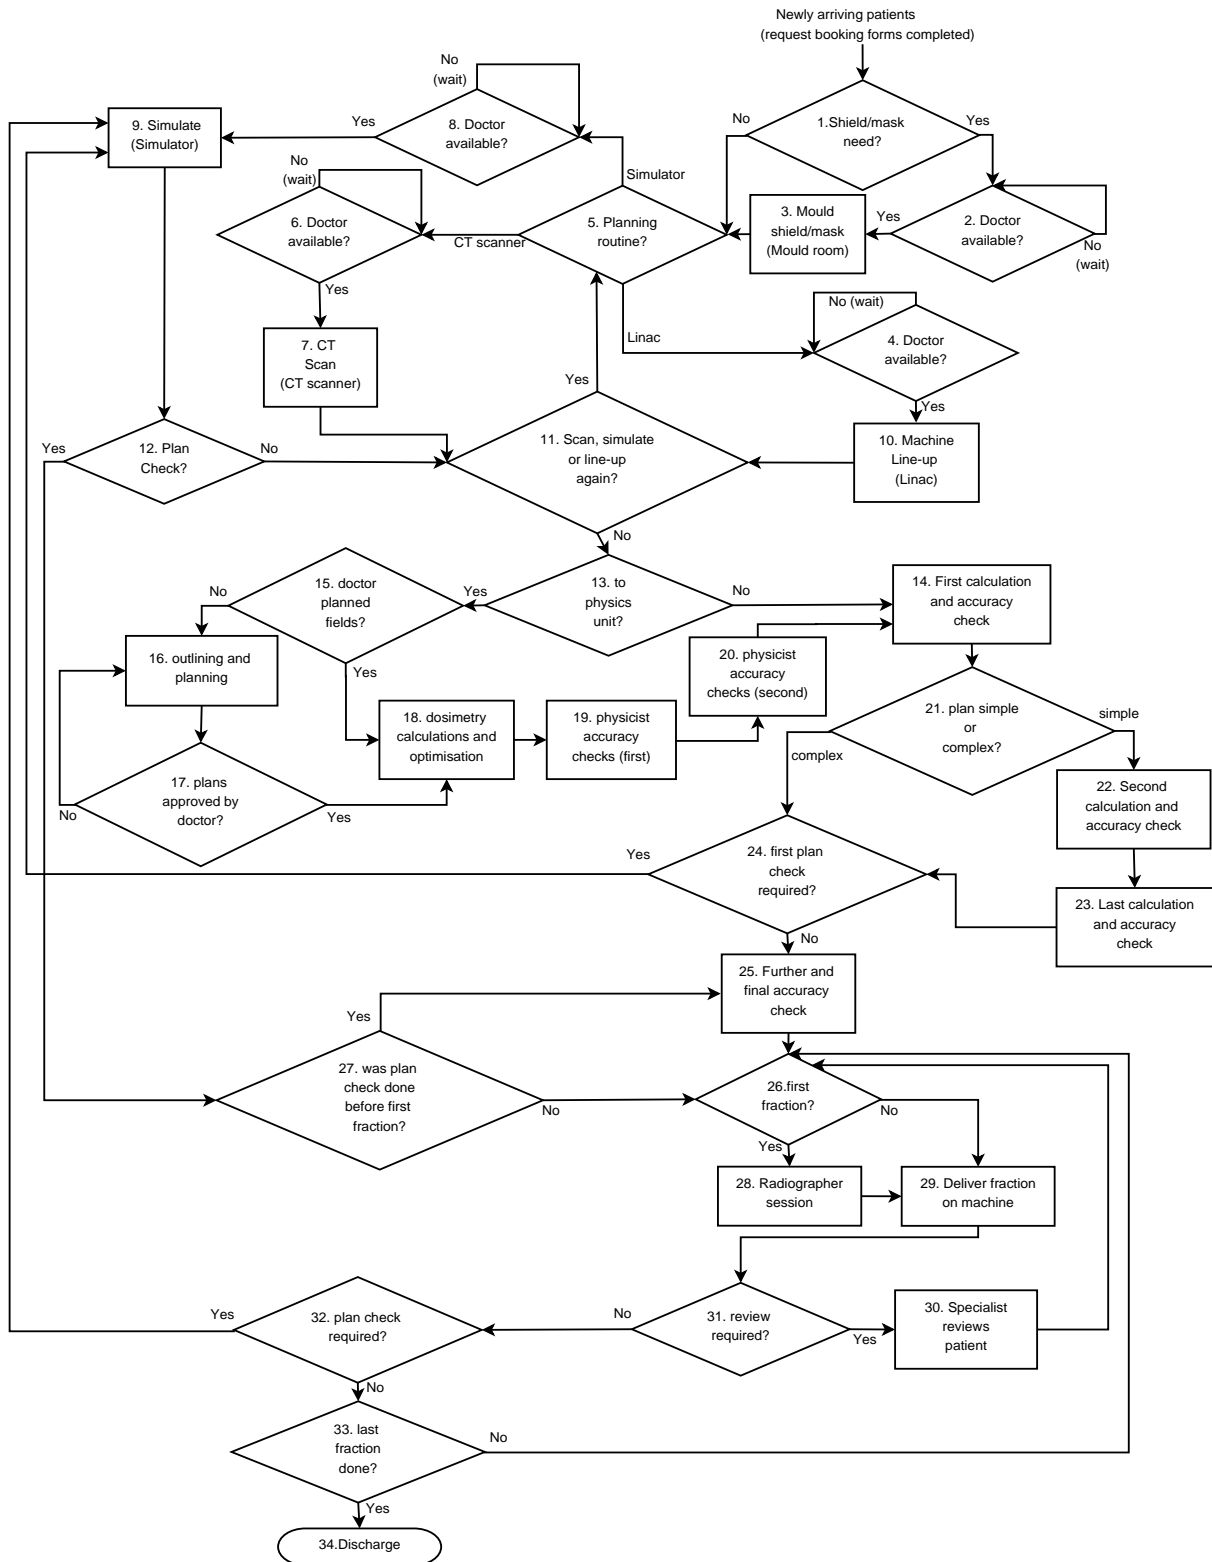 Newly arriving patients
(request booking forms completed)
No
(wait)
8. Doctor
available?
Yes
9. Simulate
(Simulator)
No
1.Shield/mask
need?
Yes
Simulator
No
(wait)
6. Doctor
available?
CT scanner
5. Planning
routine?
3. Mould
shield/mask
(Mould room)
Yes
2. Doctor
available?
No
(wait)
Yes
Linac
No (wait)
4. Doctor
available?
7. CT
Scan
(CT scanner)
Yes
Yes
Yes
12. Plan
Check?
No
11. Scan, simulate
or line-up
again?
10. Machine
Line-up
(Linac)
No
No
15. doctor
planned
fields?
Yes
13. to
physics
unit?
No
14. First calculation
and accuracy
check
16. outlining and
planning
Yes
20. physicist
accuracy
checks (second)
18. dosimetry
calculations and
optimisation
19. physicist
accuracy
checks (first)
21. plan simple
or
complex?
simple
complex
17. plans
approved by
doctor?
No
Yes
22. Second
calculation and
accuracy check
Yes
24. first plan
check
required?
23. Last calculation
and accuracy
check
No
25. Further and
final accuracy
check
Yes
27. was plan
check done
before first
fraction?
No
26.first
fraction?
No
Yes
28. Radiographer
session
29. Deliver fraction
on machine
Yes
32. plan check
required?
No
31. review
required?
Yes
30. Specialist
reviews
patient
No
33. last
fraction
done?
No
Yes
34.Discharge